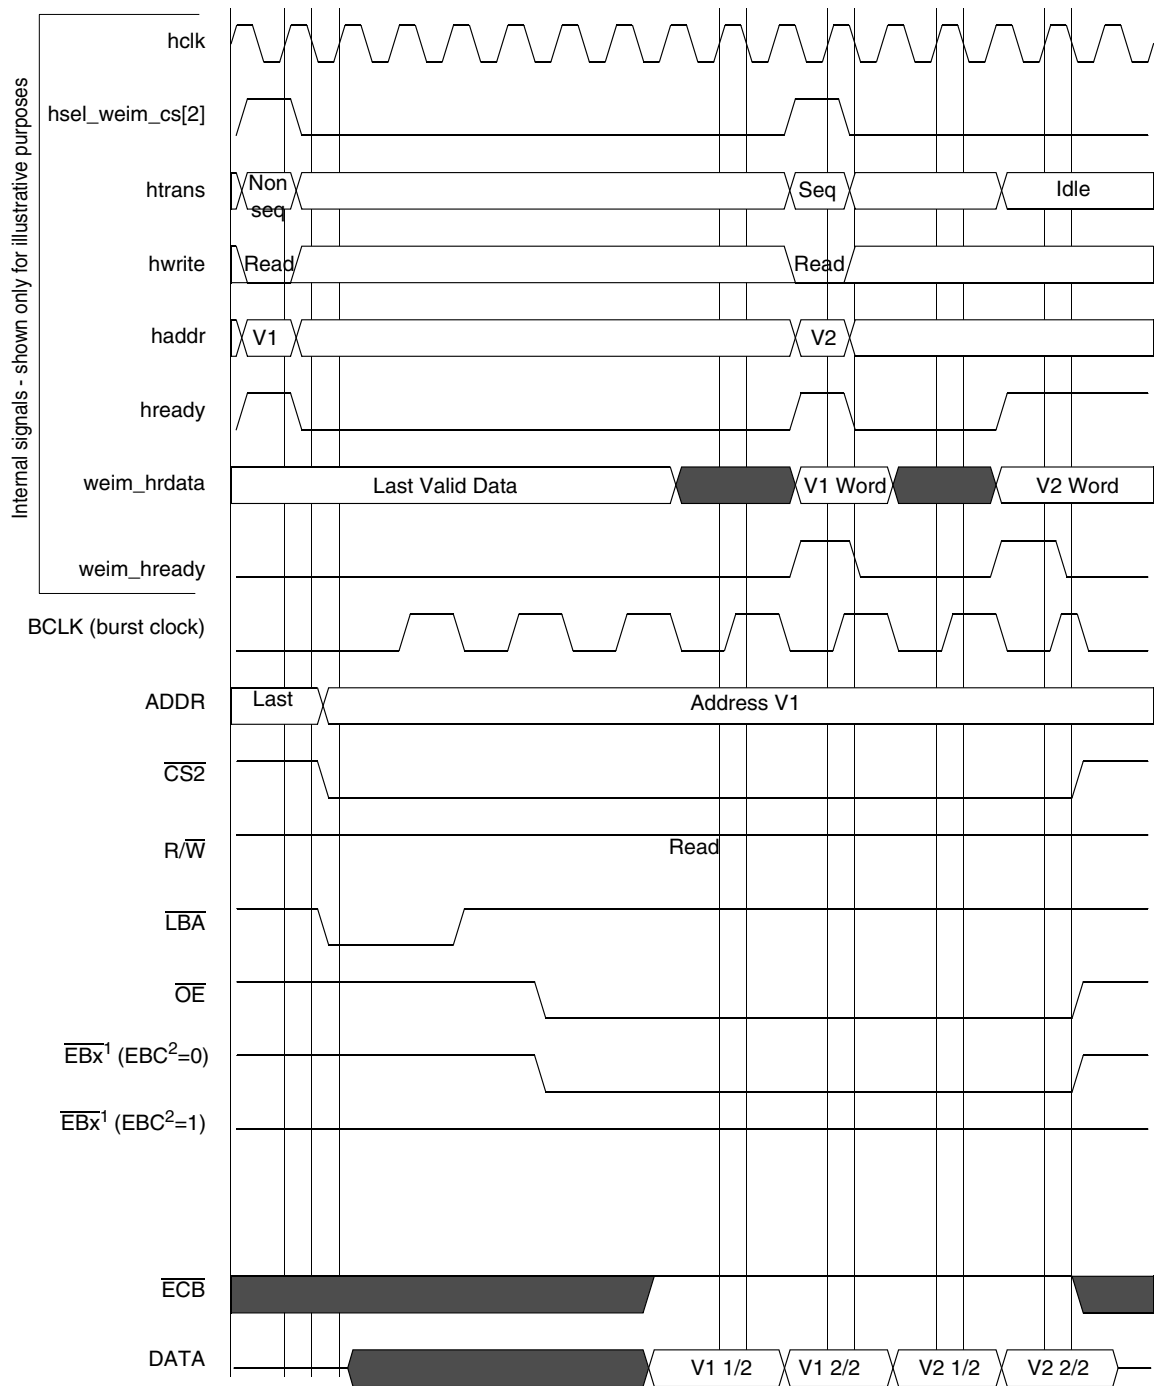 Internal signals - shown only for illustrative purposes
hclk
hsel_weim_cs[2]
htrans Non seq Seq Idle
hwrite Read Read
haddr V1 V2
hready
weim_hrdata Last Valid Data V1 Word V2 Word
weim_hready
BCLK (burst clock)
ADDR Last Address V1
CS2
R/W Read
LBA
OE
EBx1 (EBC2=0)
EBx1 (EBC2=1)
ECB
DATA V1 1/2 V1 2/2 V2 1/2 V2 2/2